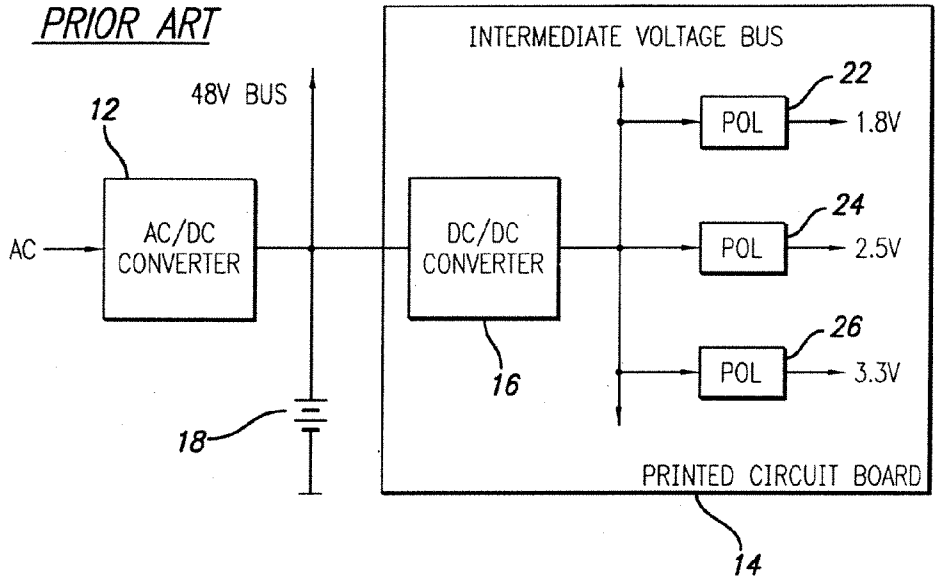 PRIOR ART
INTERMEDIATE VOLTAGE BUS
48V BUS
12
22
POL
1.8V
AC
AC/DC
CONVERTER
DC/DC
CONVERTER
24
POL
2.5V
16
26
POL
3.3V
18
PRINTED CIRCUIT BOARD
14